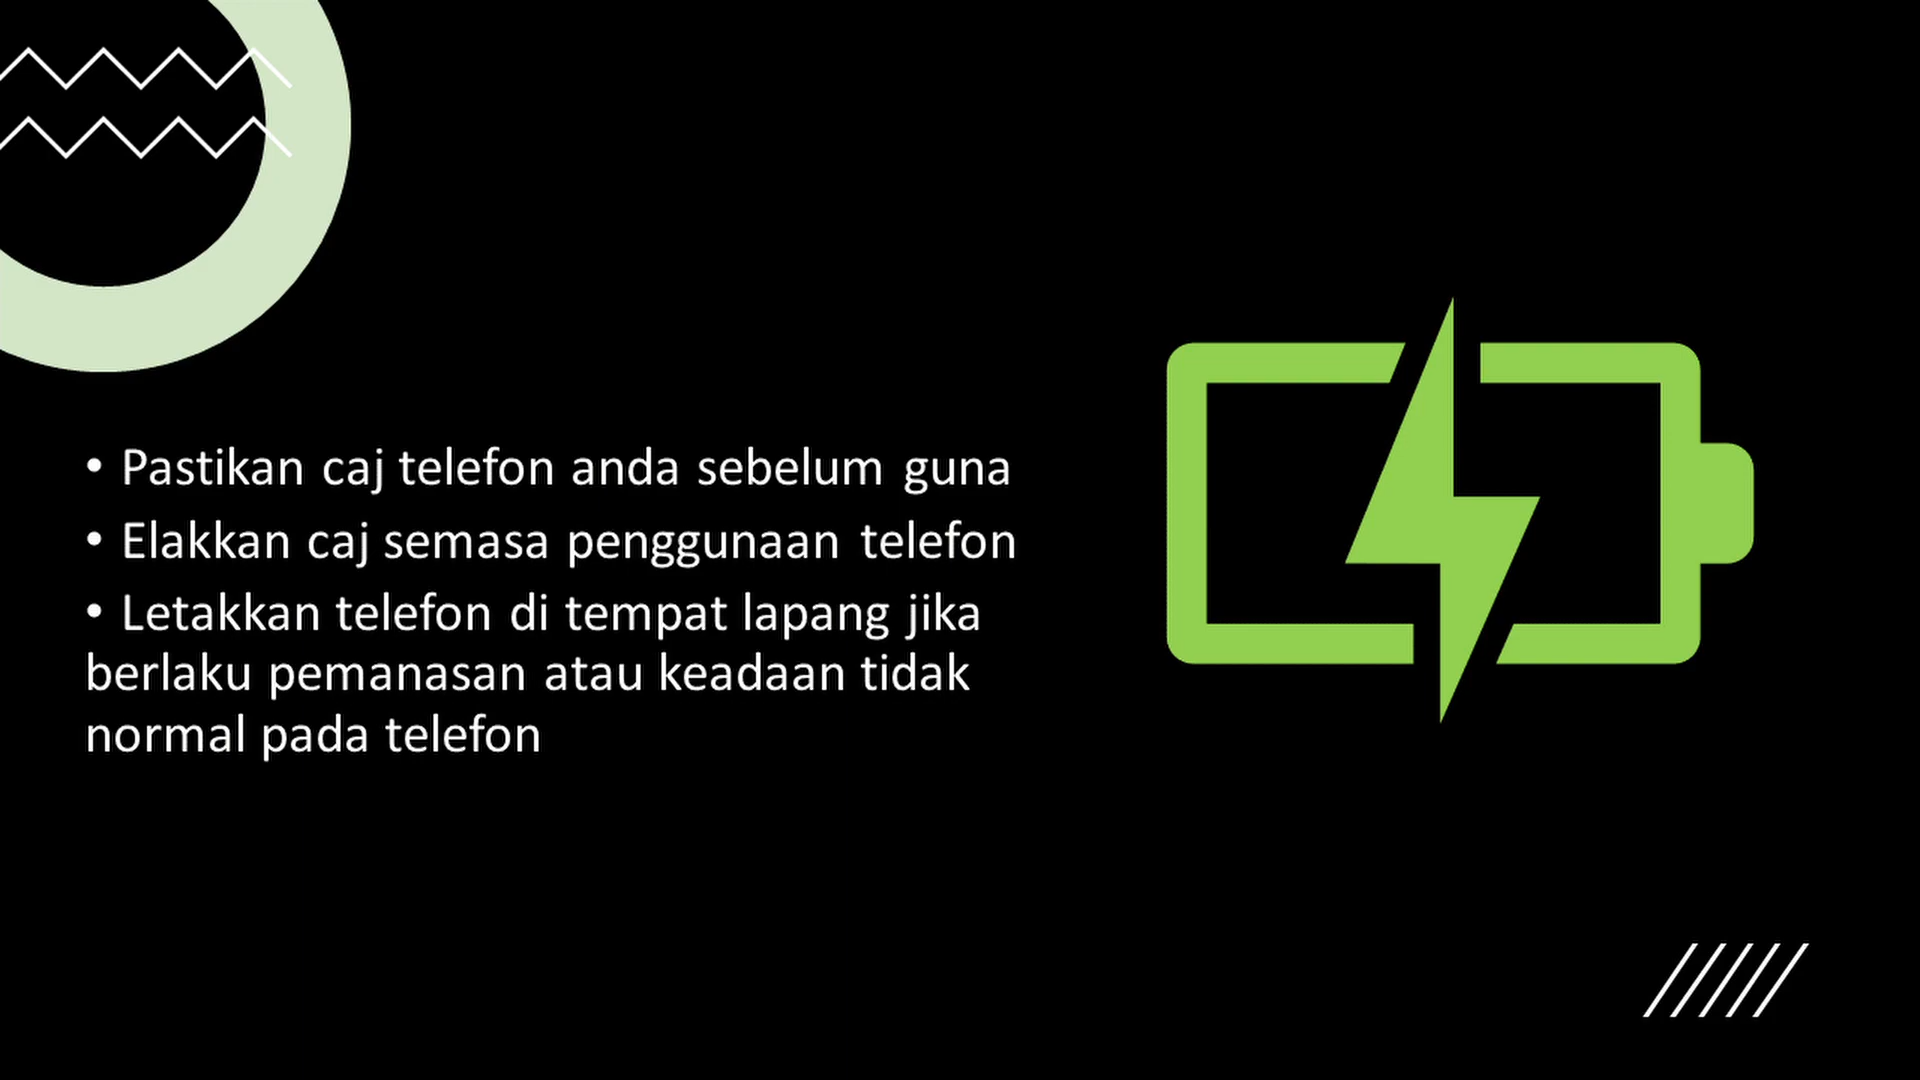 • Pastikan caj telefon anda sebelum guna
• Elakkan caj semasa penggunaan telefon
• Letakkan telefon di tempat lapang jika
berlaku pemanasan atau keadaan tidak
normal pada telefon